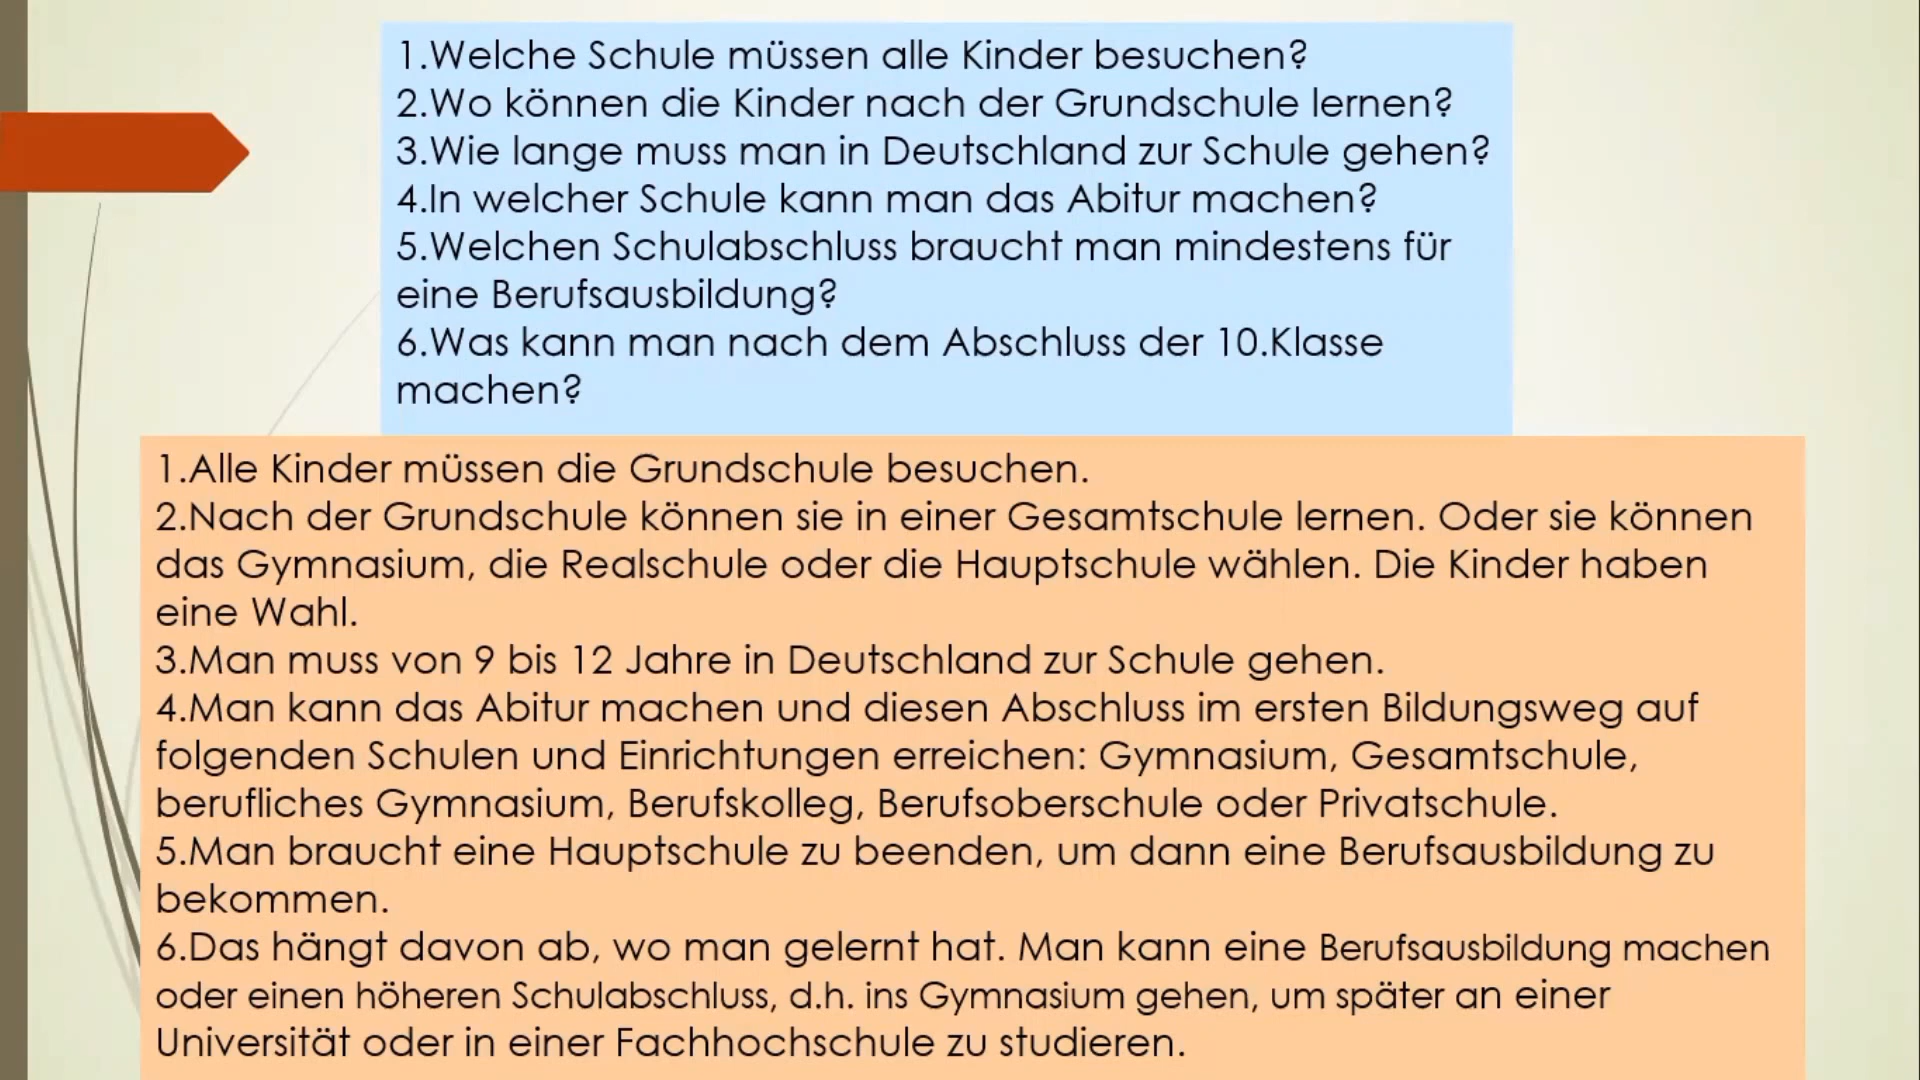 1.Welche Schule müssen alle Kinder besuchen?
2.Wo können die Kinder nach der Grundschule lernen?
3.Wie lange muss man in Deutschland zur Schule gehen?
4.In welcher Schule kann man das Abitur machen?
5.Welchen Schulabschluss braucht man mindestens für
eine Berufsausbildung?
6.Was kann man nach dem Abschluss der 10.Klasse
machen?
1.Alle Kinder müssen die Grundschule besuchen.
2.Nach der Grundschule können sie in einer Gesamtschule lernen. Oder sie können
das Gymnasium, die Realschule oder die Hauptschule wählen. Die Kinder haben
eine Wahl.
3.Man muss von 9 bis 12 Jahre in Deutschland zur Schule gehen.
4.Man kann das Abitur machen und diesen Abschluss im ersten Bildungsweg auf
folgenden Schulen und Einrichtungen erreichen: Gymnasium, Gesamtschule,
berufliches Gymnasium, Berufskolleg, Berufsoberschule oder Privatschule.
5.Man braucht eine Hauptschule zu beenden, um dann eine Berufsausbildung zu
bekommen.
6.Das hängt davon ab, wo man gelernt hat. Man kann eine Berufsausbildung machen
oder einen höheren Schulabschluss, d.h. ins Gymnasium gehen, um später an einer
Universität oder in einer Fachhochschule zu studieren.